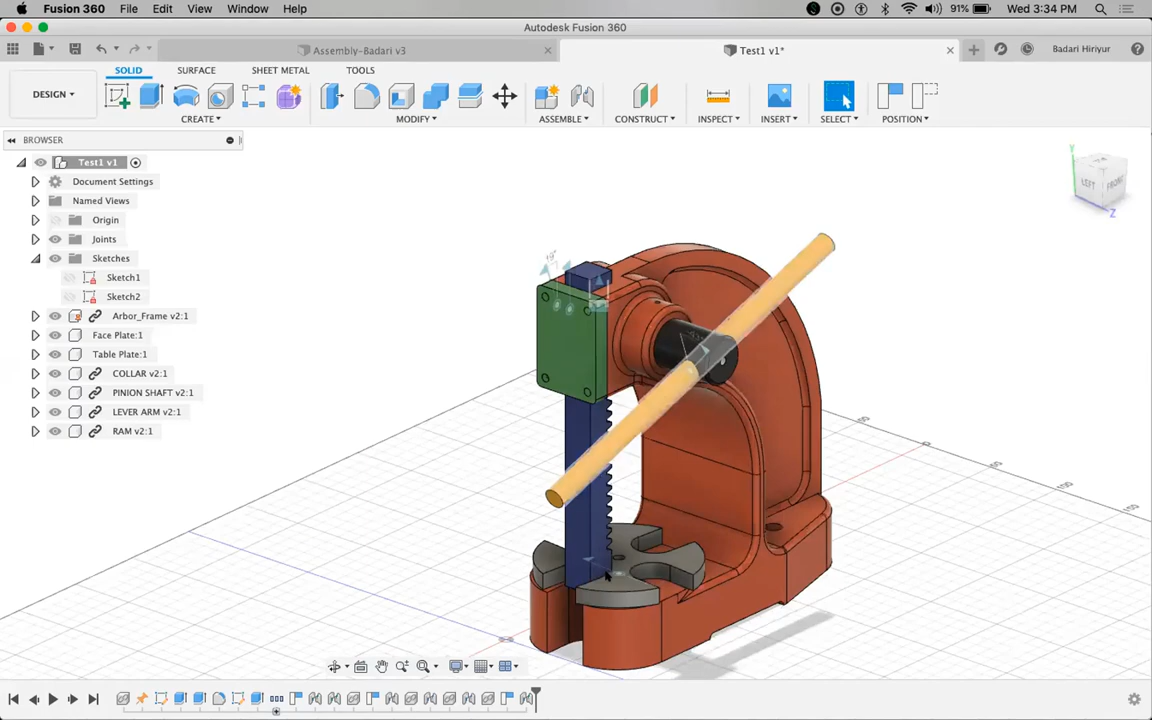 Fusion 360 File Edit View Window Help 91% Wed 3:34 PM
Autodesk Fusion 360
Assembly-Badari v3 Test1 v1* Badari Hiriyur
SOLID SURFACE SHEET METAL TOOLS
DESIGN
CREATE MODIFY ASSEMBLE CONSTRUCT INSPECT INSERT SELECT POSITION
BROWSER
Test1 v1
Document Settings
Named Views
Origin
Joints
Sketches
Sketch1
Sketch2
Arbor_Frame v2:1
Face Plate:1
Table Plate:1
COLLAR v2:1
PINION SHAFT v2:1
LEVER ARM v2:1
RAM v2:1
Y
LEFT FRONT
Z